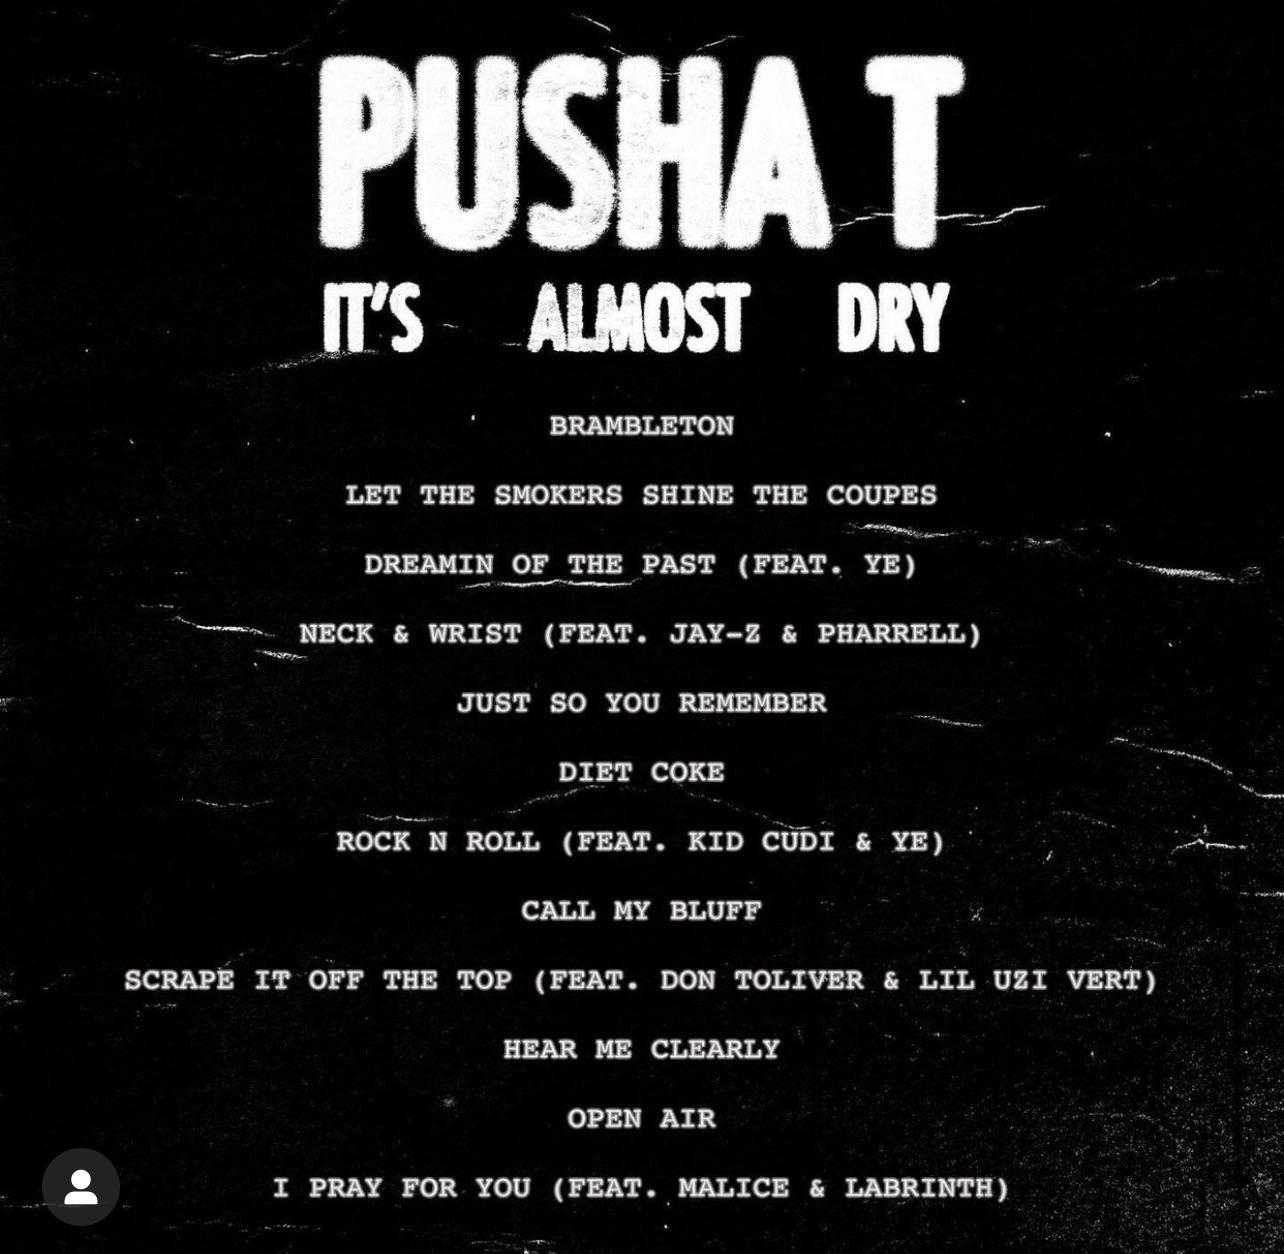 PUSHA T
IT'S ALMOST DRY
BRAMBLETON
LET THE SMOKERS SHINE THE COUPES
DREAMIN OF THE PAST (FEAT. YE)
NECK & WRIST (FEAT. JAY-Z & PHARRELL)
JUST SO YOU REMEMBER
DIET COKE
ROCK N ROLL (FEAT. KID CUDI & YE)
CALL MY BLUFF
SCRAPE IT OFF THE TOP (FEAT. DON TOLIVER & LIL UZI VERT)
HEAR ME CLEARLY
OPEN AIR
I PRAY FOR YOU (FEAT. MALICE & LABRINTH)